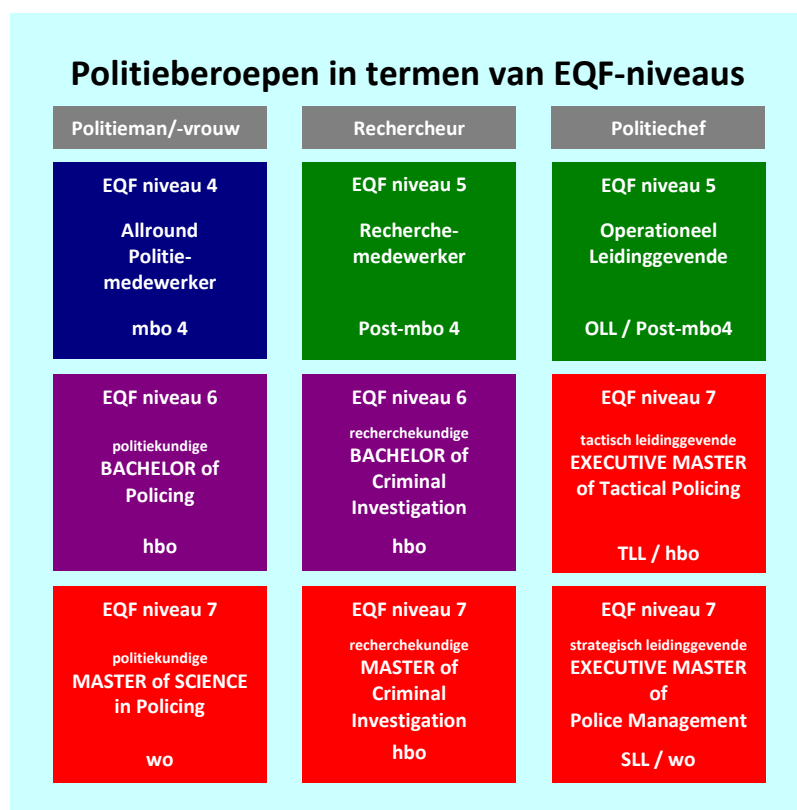 Politieberoepen in termen van EQF-niveaus
Politieman/-vrouw
Rechercheur
Politiechef
EQF niveau 4
Allround
Politie-
medewerker
mbo 4
EQF niveau 5
Recherche-
medewerker
Post-mbo 4
EQF niveau 5
Operationeel
Leidinggevende
OLL / Post-mbo4
EQF niveau 6
politiekundige
BACHELOR of
Policing
hbo
EQF niveau 6
recherchekundige
BACHELOR of
Criminal
Investigation
hbo
EQF niveau 7
tactisch leidinggevende
EXECUTIVE MASTER
of Tactical Policing
TLL / hbo
EQF niveau 7
politiekundige
MASTER of SCIENCE
in Policing
wo
EQF niveau 7
recherchekundige
MASTER of
Criminal
Investigation
hbo
EQF niveau 7
strategisch leidinggevende
EXECUTIVE MASTER
of
Police Management
SLL / wo